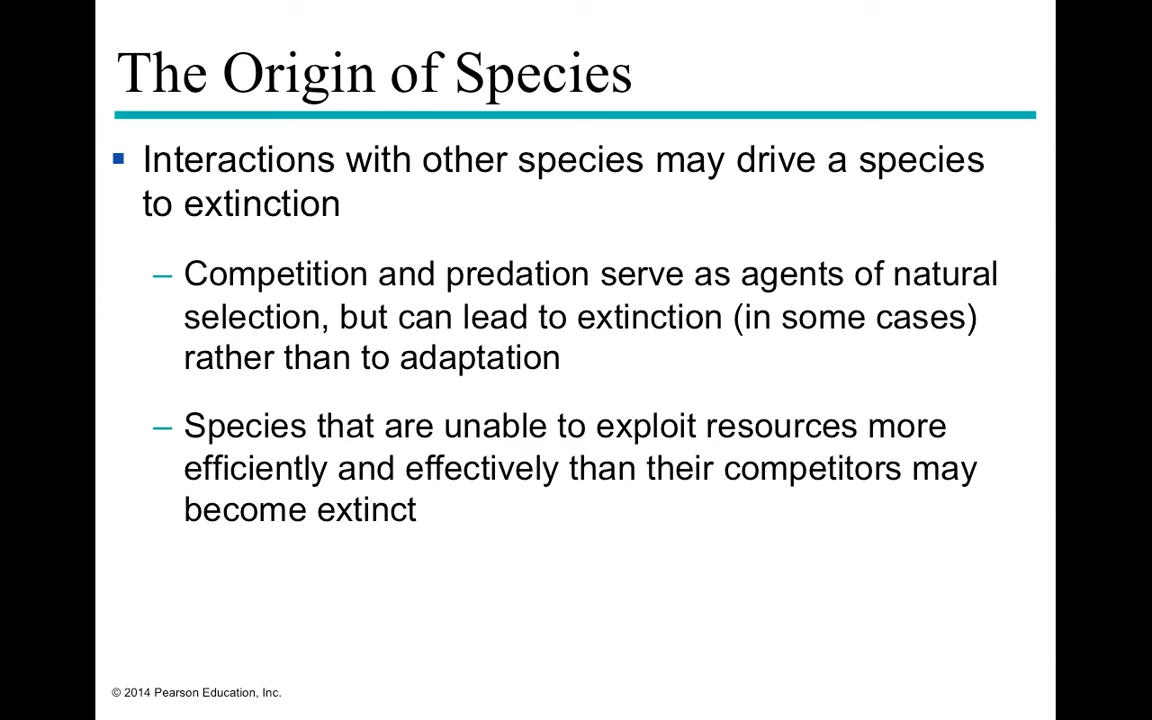 The Origin of Species
▪ Interactions with other species may drive a species
to extinction
– Competition and predation serve as agents of natural
selection, but can lead to extinction (in some cases)
rather than to adaptation
– Species that are unable to exploit resources more
efficiently and effectively than their competitors may
become extinct
© 2014 Pearson Education, Inc.